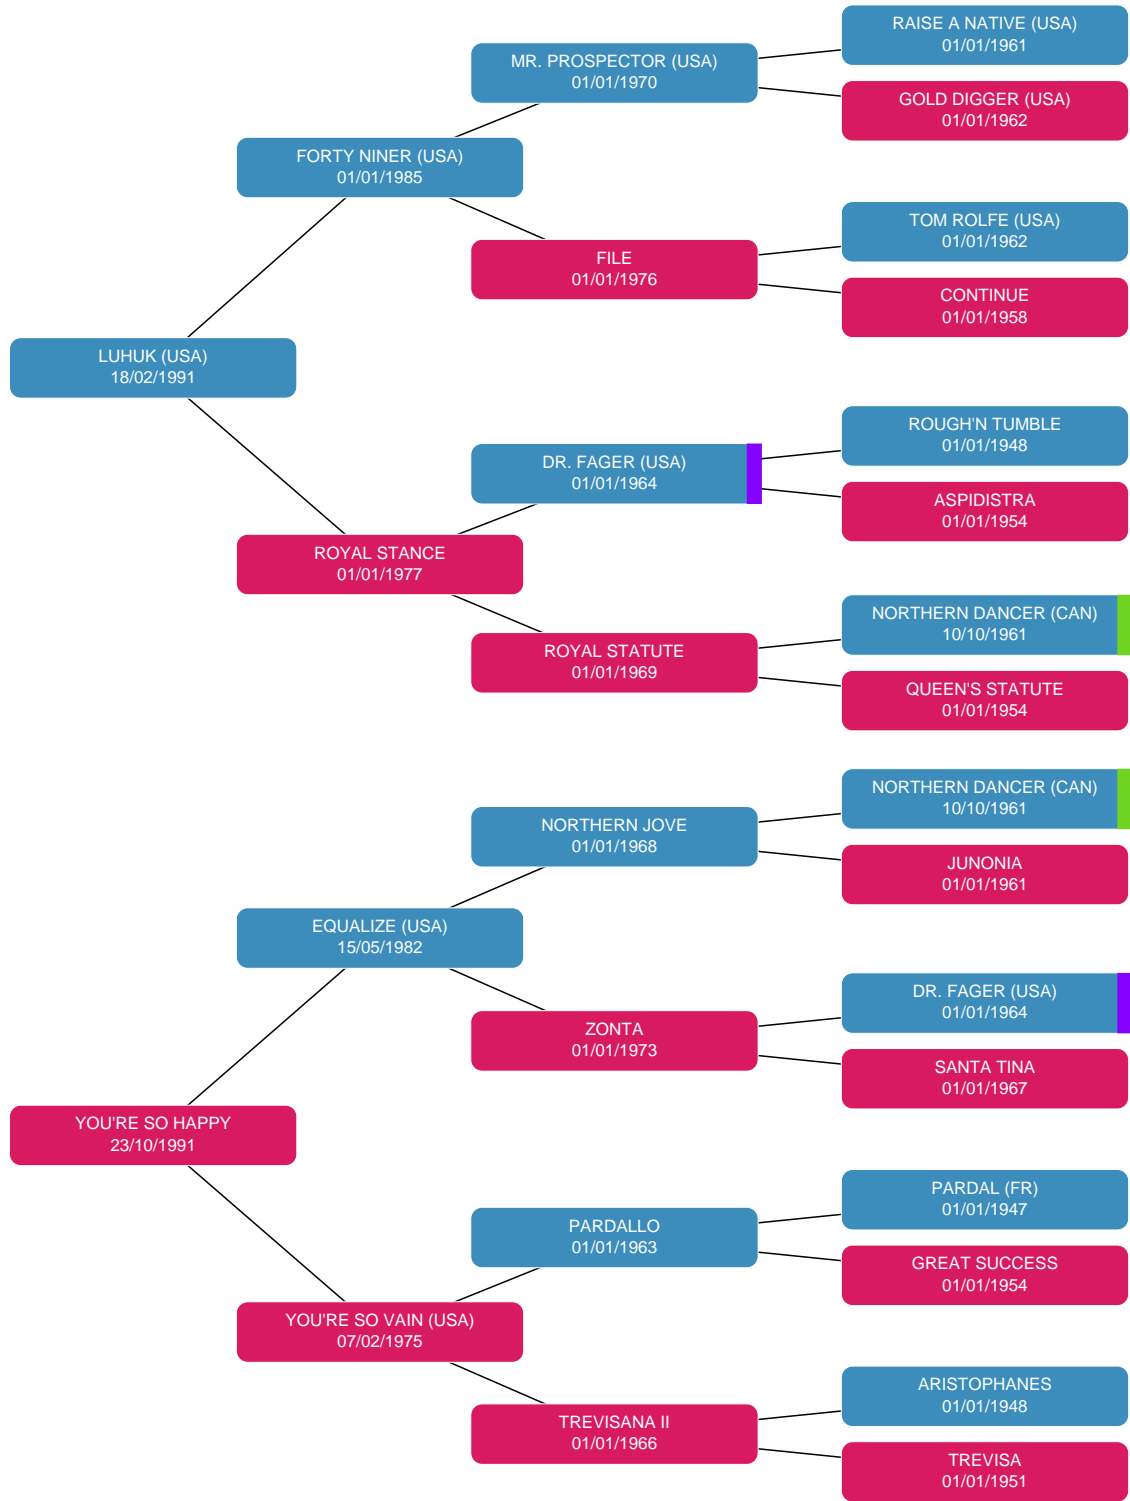 RAISE A NATIVE (USA)
01/01/1961
MR. PROSPECTOR (USA)
01/01/1970
GOLD DIGGER (USA)
01/01/1962
FORTY NINER (USA)
01/01/1985
TOM ROLFE (USA)
01/01/1962
FILE
01/01/1976
CONTINUE
01/01/1958
LUHUK (USA)
18/02/1991
ROUGH'N TUMBLE
01/01/1948
DR. FAGER (USA)
01/01/1964
ASPIDISTRA
01/01/1954
ROYAL STANCE
01/01/1977
NORTHERN DANCER (CAN)
10/10/1961
ROYAL STATUTE
01/01/1969
QUEEN'S STATUTE
01/01/1954
NORTHERN DANCER (CAN)
10/10/1961
NORTHERN JOVE
01/01/1968
JUNONIA
01/01/1961
EQUALIZE (USA)
15/05/1982
DR. FAGER (USA)
01/01/1964
ZONTA
01/01/1973
SANTA TINA
01/01/1967
YOU'RE SO HAPPY
23/10/1991
PARDAL (FR)
01/01/1947
PARDALLO
01/01/1963
GREAT SUCCESS
01/01/1954
YOU'RE SO VAIN (USA)
07/02/1975
ARISTOPHANES
01/01/1948
TREVISANA II
01/01/1966
TREVISA
01/01/1951